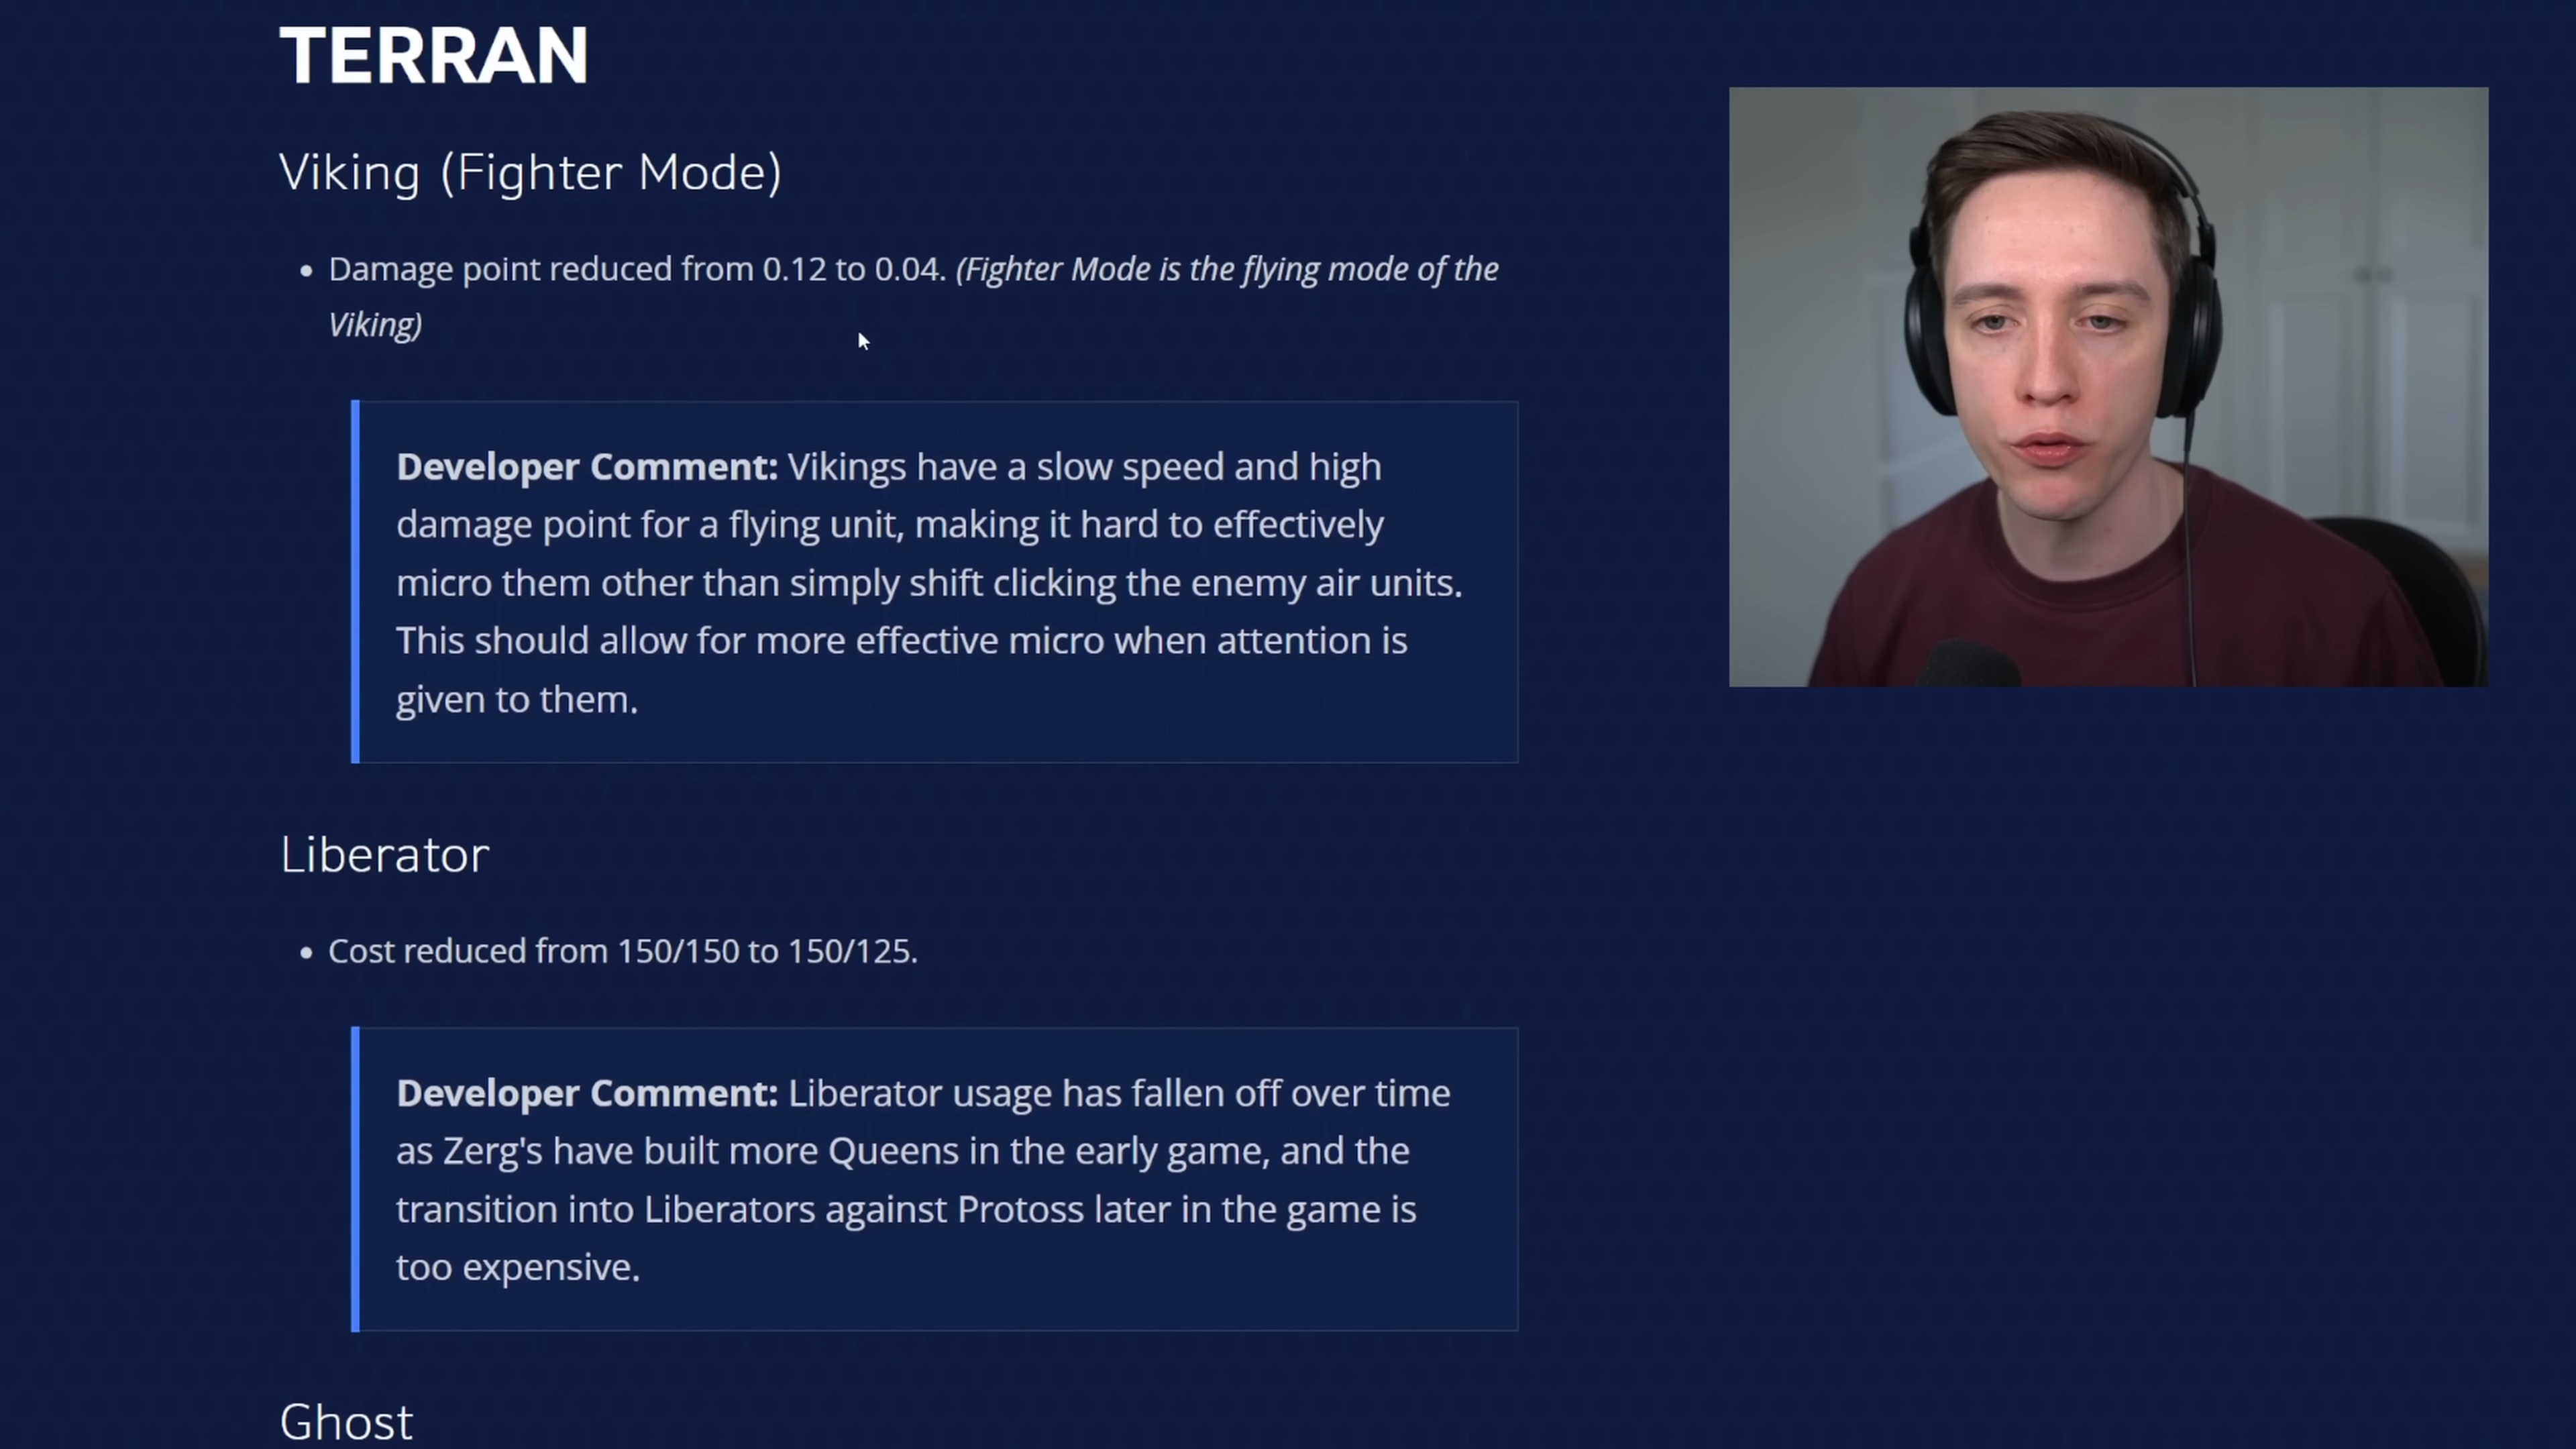 TERRAN
Viking (Fighter Mode)
• Damage point reduced from 0.12 to 0.04. (Fighter Mode is the flying mode of the
Viking)
Developer Comment: Vikings have a slow speed and high
damage point for a flying unit, making it hard to effectively
micro them other than simply shift clicking the enemy air units.
This should allow for more effective micro when attention is
given to them.
Liberator
• Cost reduced from 150/150 to 150/125.
Developer Comment: Liberator usage has fallen off over time
as Zerg's have built more Queens in the early game, and the
transition into Liberators against Protoss later in the game is
too expensive.
Ghost